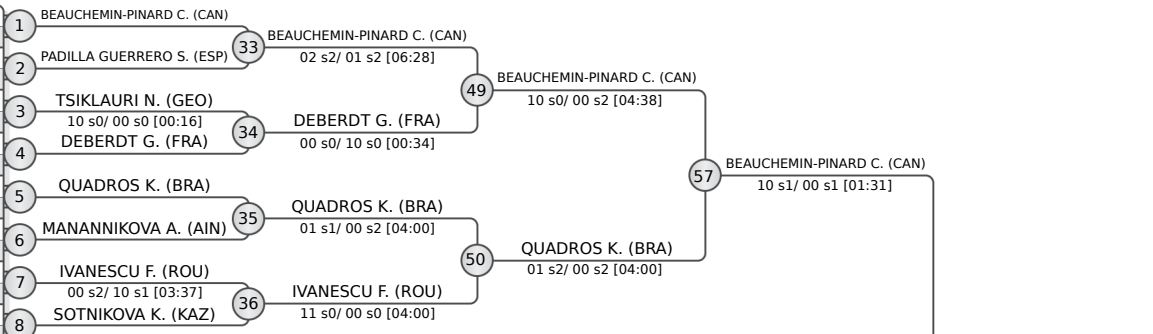 1
BEAUCHEMIN-PINARD C. (CAN)
33
BEAUCHEMIN-PINARD C. (CAN)
02 s2/ 01 s2 [06:28]
2
PADILLA GUERRERO S. (ESP)
49
BEAUCHEMIN-PINARD C. (CAN)
10 s0/ 00 s2 [04:38]
3
TSIKLAURI N. (GEO)
10 s0/ 00 s0 [00:16]
34
DEBERDT G. (FRA)
00 s0/ 10 s0 [00:34]
4
DEBERDT G. (FRA)
57
BEAUCHEMIN-PINARD C. (CAN)
10 s1/ 00 s1 [01:31]
5
QUADROS K. (BRA)
35
QUADROS K. (BRA)
01 s1/ 00 s2 [04:00]
6
MANANNIKOVA A. (AIN)
50
QUADROS K. (BRA)
01 s2/ 00 s2 [04:00]
7
IVANESCU F. (ROU)
00 s2/ 10 s1 [03:37]
36
IVANESCU F. (ROU)
11 s0/ 00 s0 [04:00]
8
SOTNIKOVA K. (KAZ)